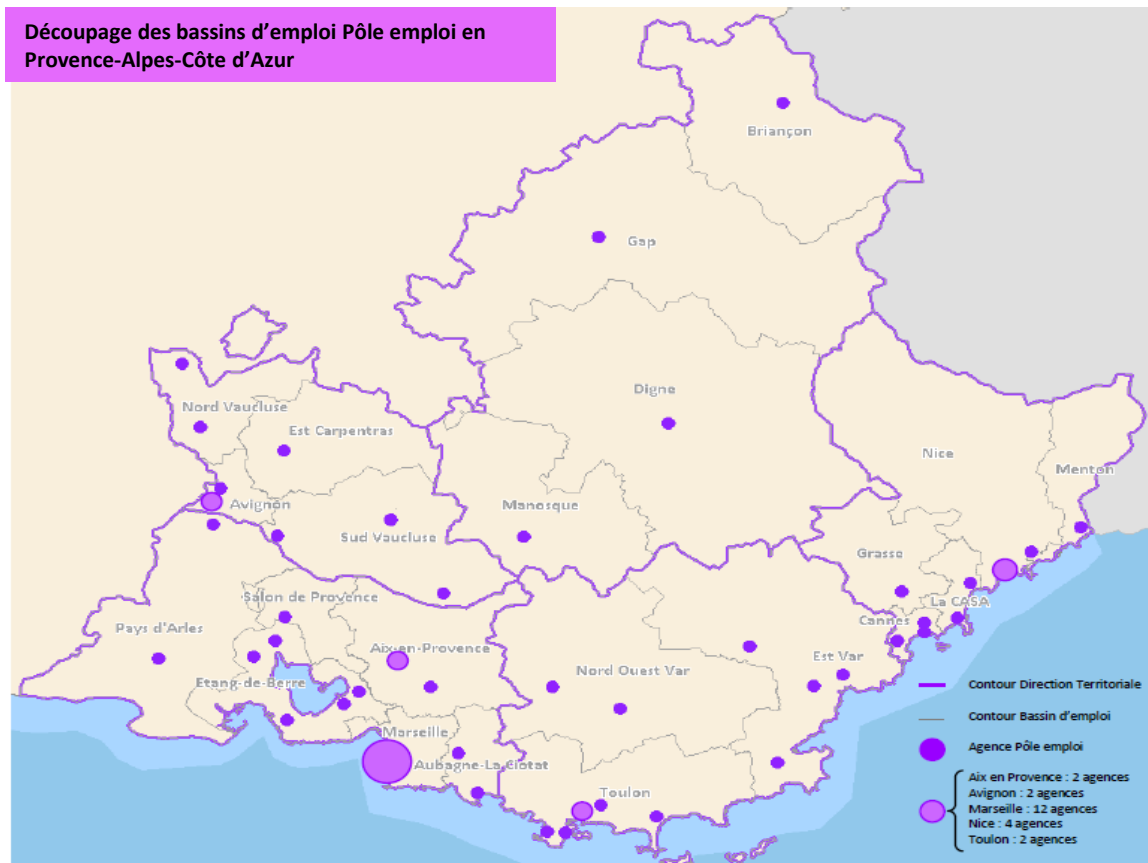 Découpage des bassins d'emploi Pôle emploi en
Provence-Alpes-Côte d'Azur
Briançon
Gap
Digne
Nord Vaucluse
Est Carpentras
Nice
Menton
Avignon
Manosque
Sud Vaucluse
Grasse
Salon de Provence
La CASA
Pays d'Arles
Cannes
Aix-en-Provence
Est Var
Nord Ouest Var
Etang-de-Berre
Marseille
Aubagne-La Ciotat
Toulon
Contour Direction Territoriale
Contour Bassin d'emploi
Agence Pôle emploi
Aix en Provence : 2 agences
Avignon : 2 agences
Marseille : 12 agences
Nice : 4 agences
Toulon : 2 agences